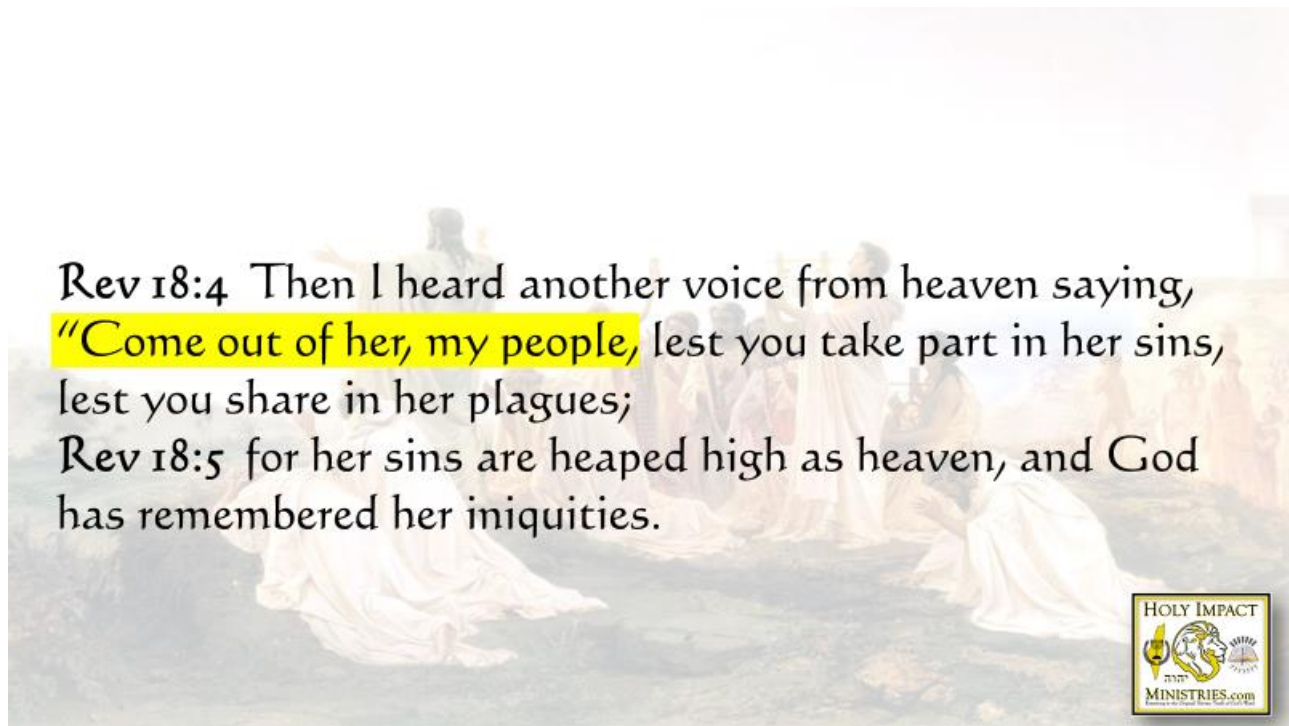 Rev 18:4 Then I heard another voice from heaven saying,
“Come out of her, my people, lest you take part in her sins,
lest you share in her plagues;
Rev 18:5 for her sins are heaped high as heaven, and God
has remembered her iniquities.
HOLY IMPACT
יהוה
MINISTRIES.com